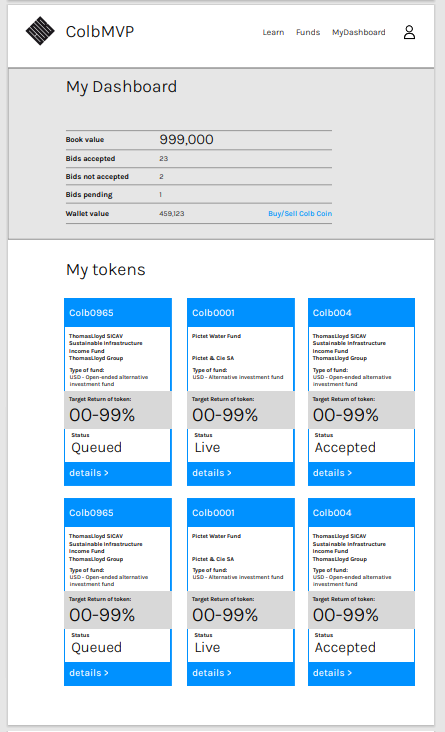 ColbMVP
Learn Funds MyDashboard
My Dashboard
Book value 999,000
Bids accepted 23
Bids not accepted 2
Bids pending 1
Wallet value 459,123 Buy/Sell Colb Coin
My tokens
Colb0965
ThomasLloyd SICAV
Sustainable Infrastructure
Income Fund
ThomasLloyd Group
Type of fund:
USD - Open-ended alternative
investment fund
Target Return of token:
00-99%
Status
Queued
details >
Colb0001
Pictet Water Fund
Pictet & Cie SA
Type of fund:
USD - Alternative investment fund
Target Return of token:
00-99%
Status
Live
details >
Colb004
ThomasLloyd SICAV
Sustainable Infrastructure
Income Fund
ThomasLloyd Group
Type of fund:
USD - Open-ended alternative
investment fund
Target Return of token:
00-99%
Status
Accepted
details >
Colb0965
ThomasLloyd SICAV
Sustainable Infrastructure
Income Fund
ThomasLloyd Group
Type of fund:
USD - Open-ended alternative
investment fund
Target Return of token:
00-99%
Status
Queued
details >
Colb0001
Pictet Water Fund
Pictet & Cie SA
Type of fund:
USD - Alternative investment fund
Target Return of token:
00-99%
Status
Live
details >
Colb004
ThomasLloyd SICAV
Sustainable Infrastructure
Income Fund
ThomasLloyd Group
Type of fund:
USD - Open-ended alternative
investment fund
Target Return of token:
00-99%
Status
Accepted
details >